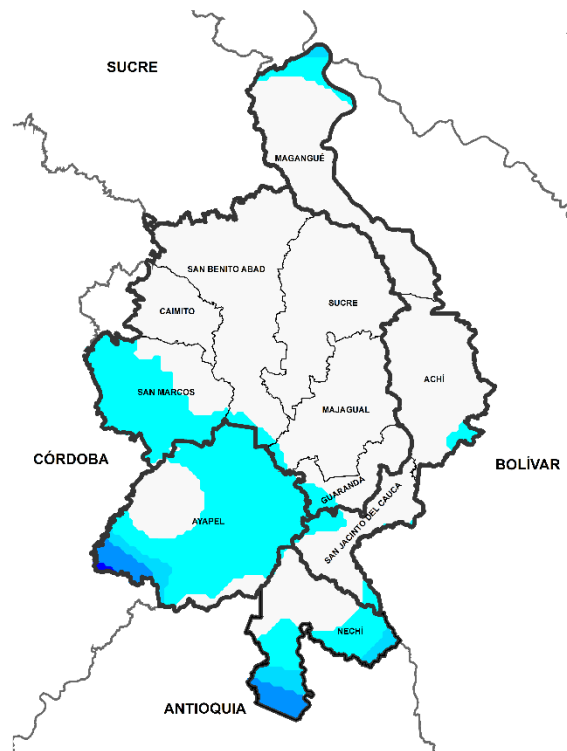 SUCRE
MAGANGUÉ
SAN BENITO ABAD
SUCRE
CAIMITO
ACHÍ
SAN MARCOS
MAJAGUAL
CÓRDOBA
BOLÍVAR
GUARANDA
AYAPEL
SAN JACINTO DEL CAUCA
NECHÍ
ANTIOQUIA